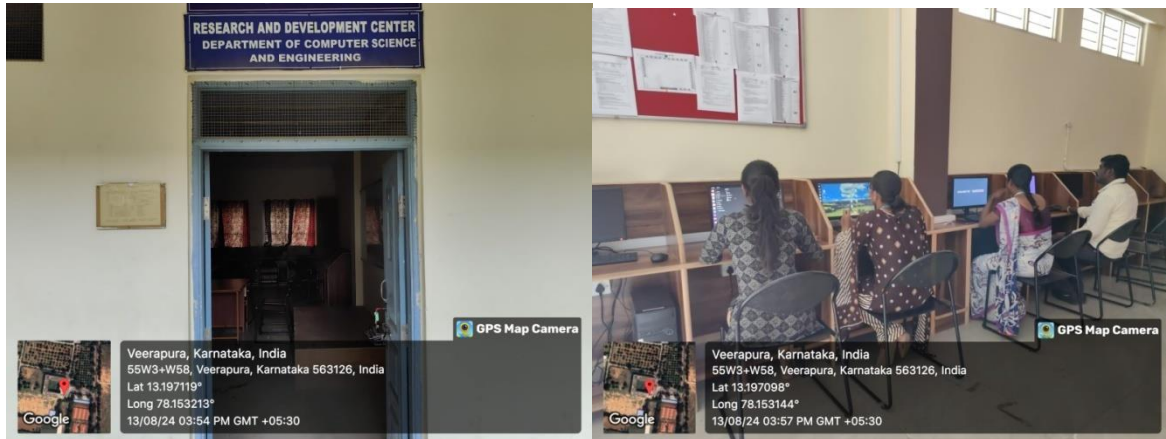 RESEARCH AND DEVELOPMENT CENTER
DEPARTMENT OF COMPUTER SCIENCE
AND ENGINEERING
GPS Map Camera
Veerapura, Karnataka, India
55W3+W58, Veerapura, Karnataka 563126, India
Lat 13.197119°
Long 78.153213°
13/08/24 03:54 PM GMT +05:30
Google
GPS Map Camera
Veerapura, Karnataka, India
55W3+W58, Veerapura, Karnataka 563126, India
Lat 13.197098°
Long 78.153144°
13/08/24 03:57 PM GMT +05:30
Google